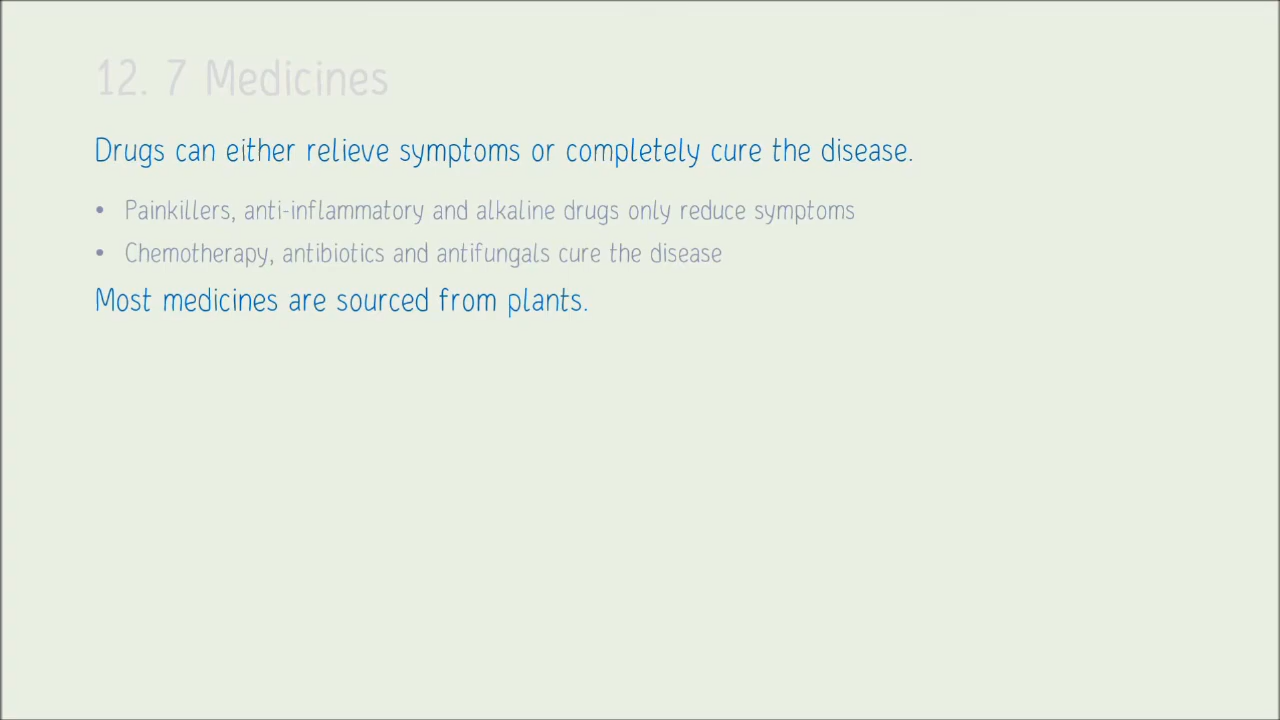 12. 7 Medicines
Drugs can either relieve symptoms or completely cure the disease.
• Painkillers, anti-inflammatory and alkaline drugs only reduce symptoms
• Chemotherapy, antibiotics and antifungals cure the disease
Most medicines are sourced from plants.